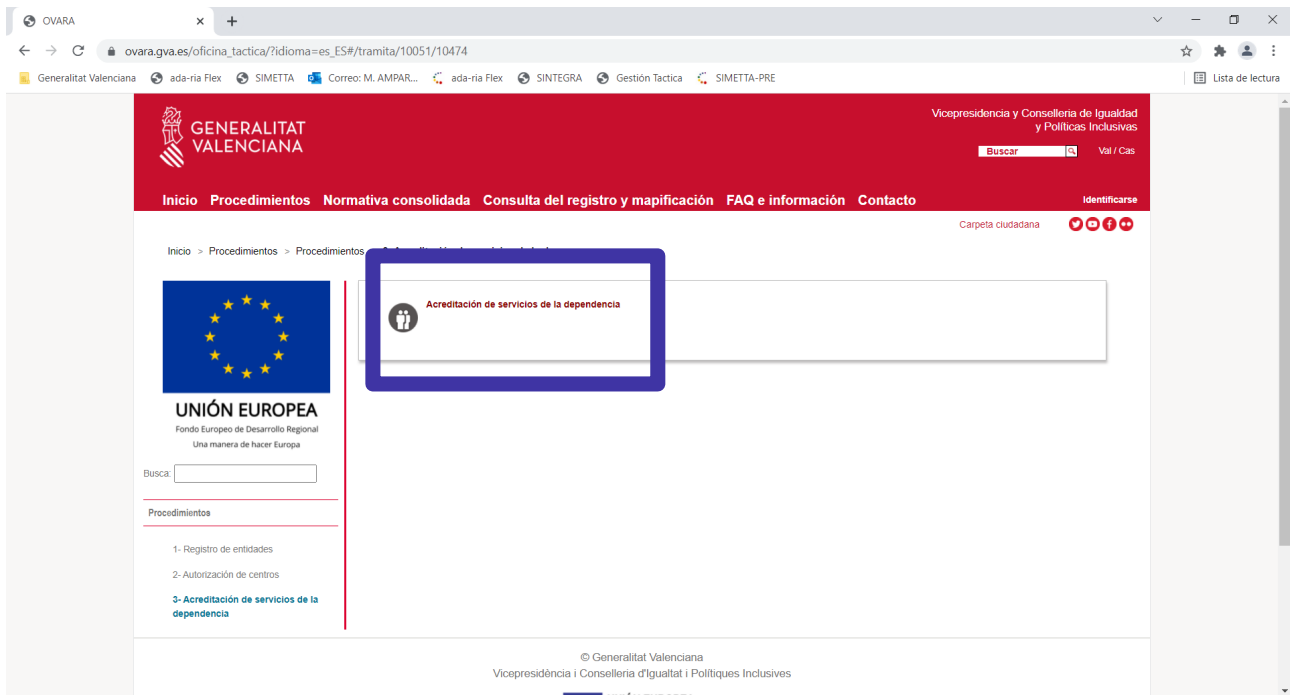 OVARA
ovara.gva.es/oficina_tactica/?idioma=es_ES#/tramita/10051/10474
Generalitat Valenciana ada-ria Flex SIMETTA Correo: M. AMPAR... ada-ria Flex SINTEGRA Gestión Tactica SIMETTA-PRE Lista de lectura
GENERALITAT
VALENCIANA
Vicepresidencia y Conselleria de Igualdad
y Políticas Inclusivas
Buscar Val / Cas
Inicio Procedimientos Normativa consolidada Consulta del registro y mapificación FAQ e información Contacto Identificarse
Carpeta ciudadana
Inicio > Procedimientos > Procedimientos
Acreditación de servicios de la dependencia
UNIÓN EUROPEA
Fondo Europeo de Desarrollo Regional
Una manera de hacer Europa
Busca:
Procedimientos
1- Registro de entidades
2- Autorización de centros
3- Acreditación de servicios de la
dependencia
© Generalitat Valenciana
Vicepresidència i Conselleria d'Igualtat i Polítiques Inclusives